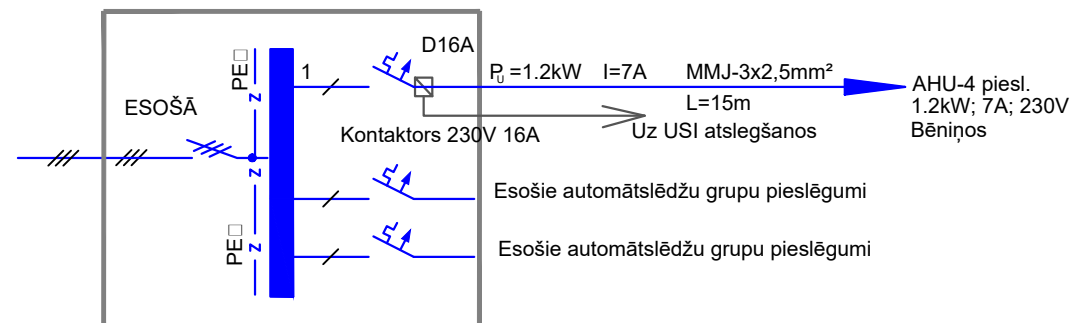 D16A
PE□
1
Pu =1.2kW I=7A MMJ-3x2,5mm²
AHU-4 piesl.
1.2kW; 7A; 230V
Bēniņos
ESOŠĀ
L=15m
Kontaktors 230V 16A
Uz USI atslegšanos
z
z
Esošie automātslēdžu grupu pieslēgumi
PE□
z
Esošie automātslēdžu grupu pieslēgumi
z